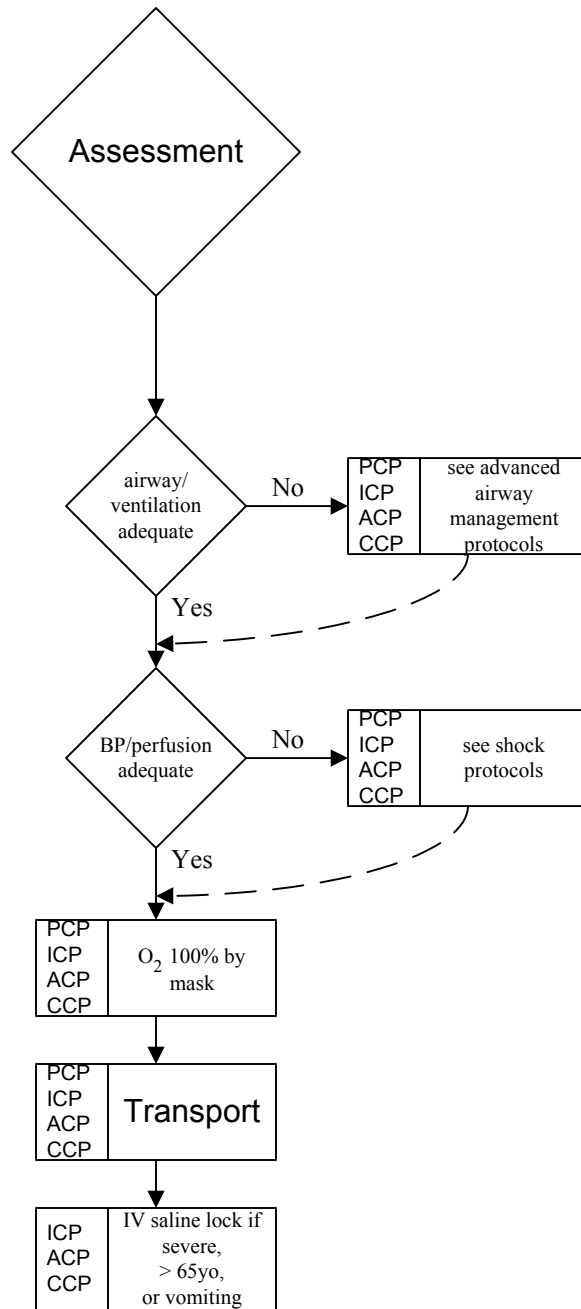 Assessment
airway/
ventilation
adequate
No
PCP
ICP
ACP
CCP
see advanced
airway
management
protocols
Yes
BP/perfusion
adequate
No
PCP
ICP
ACP
CCP
see shock
protocols
Yes
PCP
ICP
ACP
CCP
O2 100% by
mask
PCP
ICP
ACP
CCP
Transport
ICP
ACP
CCP
IV saline lock if
severe,
> 65yo,
or vomiting